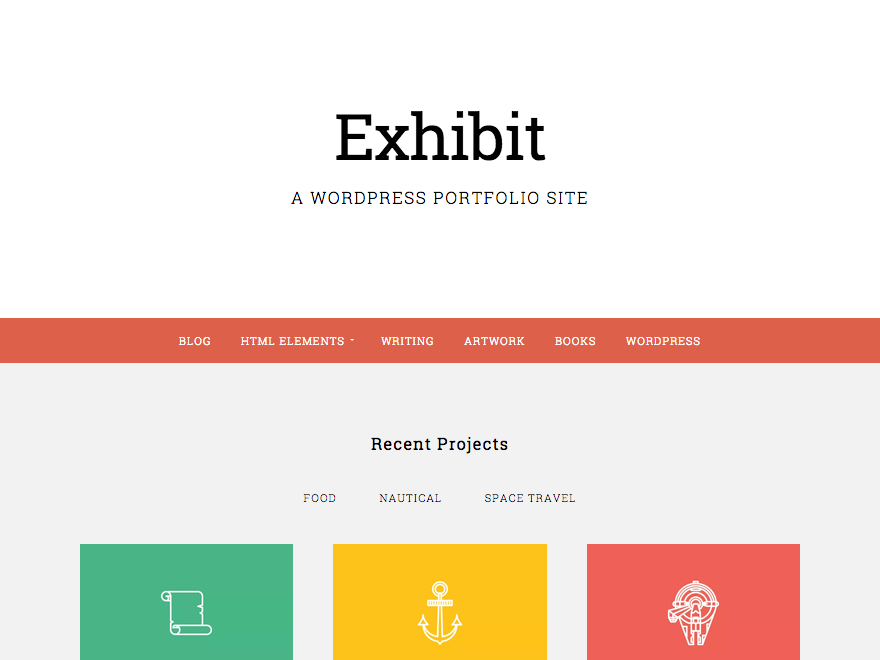 Exhibit
A WORDPRESS PORTFOLIO SITE
BLOG HTML ELEMENTS WRITING ARTWORK BOOKS WORDPRESS
Recent Projects
FOOD NAUTICAL SPACE TRAVEL